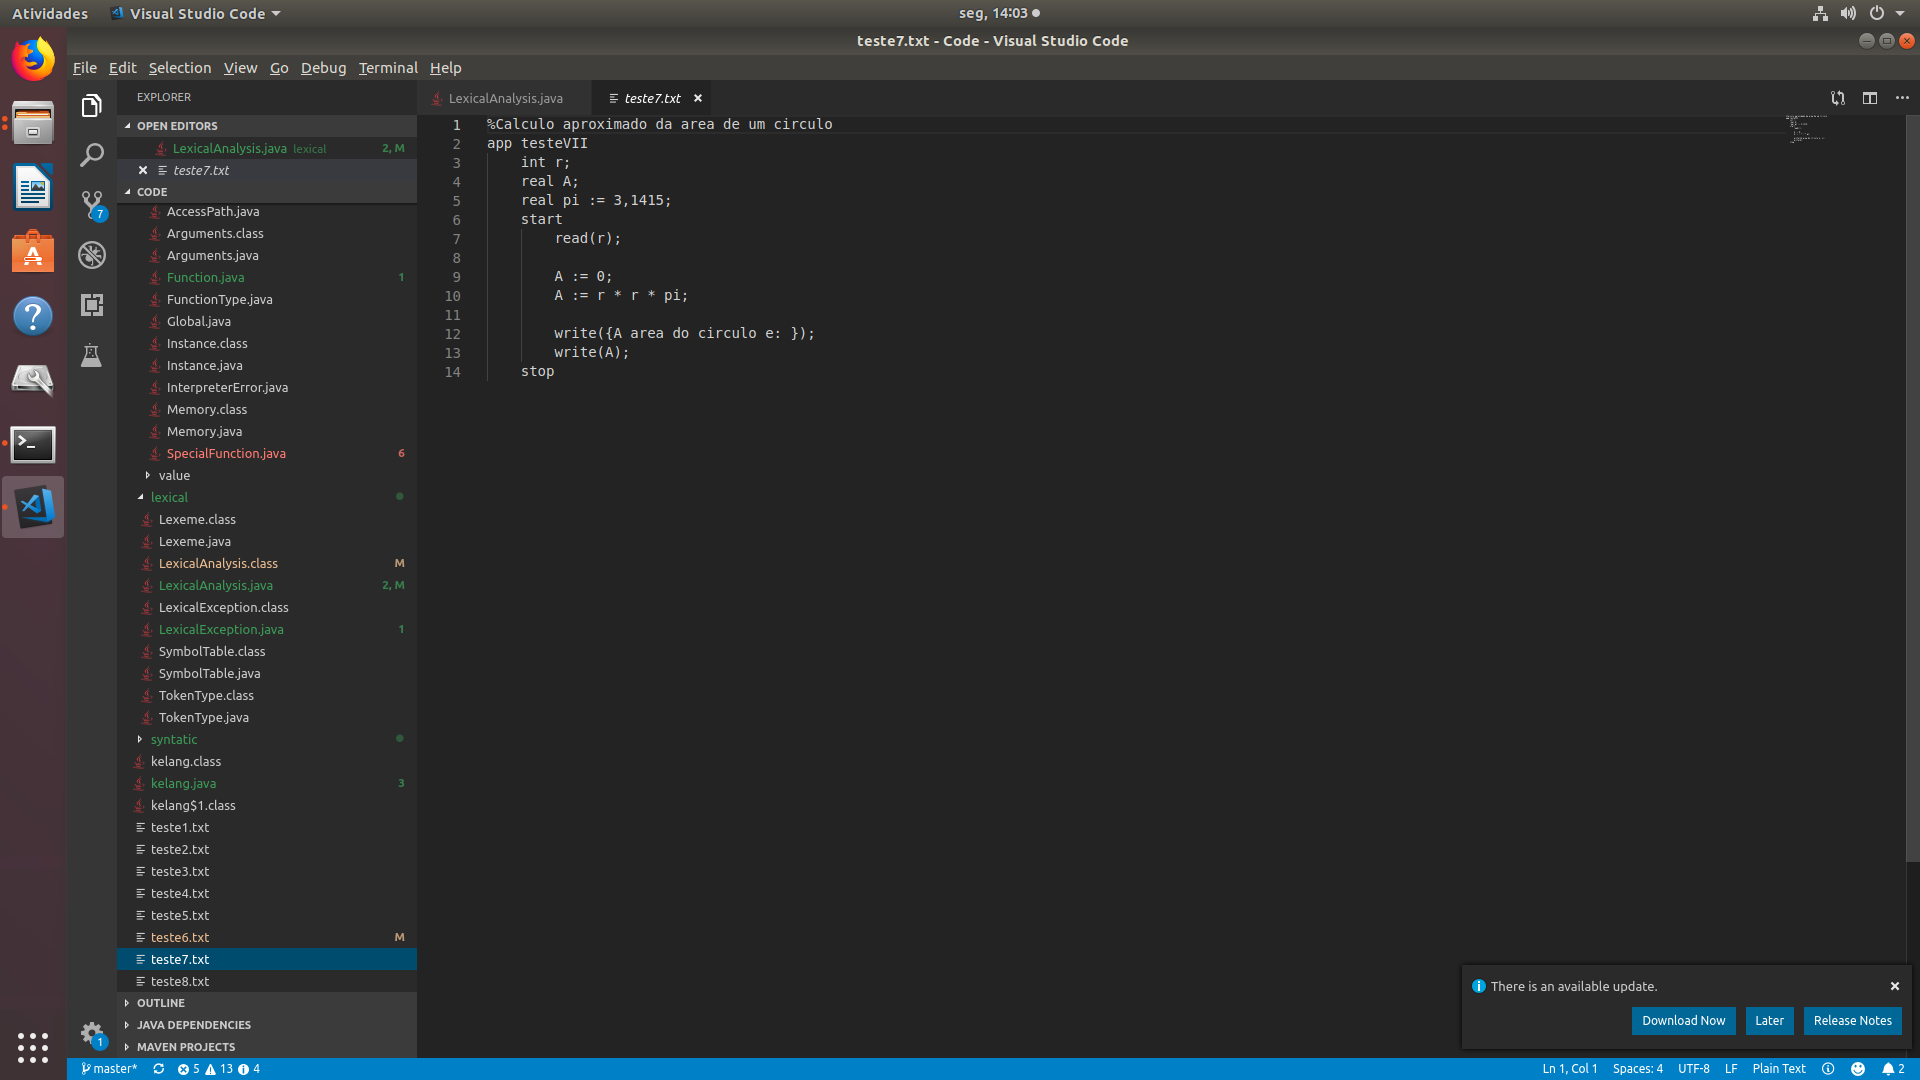 Atividades
Visual Studio Code
seg, 14:03
teste7.txt - Code - Visual Studio Code
File Edit Selection View Go Debug Terminal Help
EXPLORER
OPEN EDITORS
LexicalAnalysis.java lexical 2, M
teste7.txt
CODE
AccessPath.java
Arguments.class
Arguments.java
Function.java 1
FunctionType.java
Global.java
Instance.class
Instance.java
InterpreterError.java
Memory.class
Memory.java
SpecialFunction.java 6
value
lexical
Lexeme.class
Lexeme.java
LexicalAnalysis.class M
LexicalAnalysis.java 2, M
LexicalException.class
LexicalException.java 1
SymbolTable.class
SymbolTable.java
TokenType.class
TokenType.java
syntatic
kelang.class
kelang.java 3
kelang$1.class
teste1.txt
teste2.txt
teste3.txt
teste4.txt
teste5.txt
teste6.txt M
teste7.txt
teste8.txt
OUTLINE
JAVA DEPENDENCIES
MAVEN PROJECTS
7
1
LexicalAnalysis.java
teste7.txt
1 %Calculo aproximado da area de um circulo
2 app testeVII
3 int r;
4 real A;
5 real pi := 3,1415;
6 start
7 read(r);
8
9 A := 0;
10 A := r * r * pi;
11
12 write({A area do circulo e: });
13 write(A);
14 stop
There is an available update.
Download Now Later Release Notes
master* 5 13 4
Ln 1, Col 1 Spaces: 4 UTF-8 LF Plain Text 2